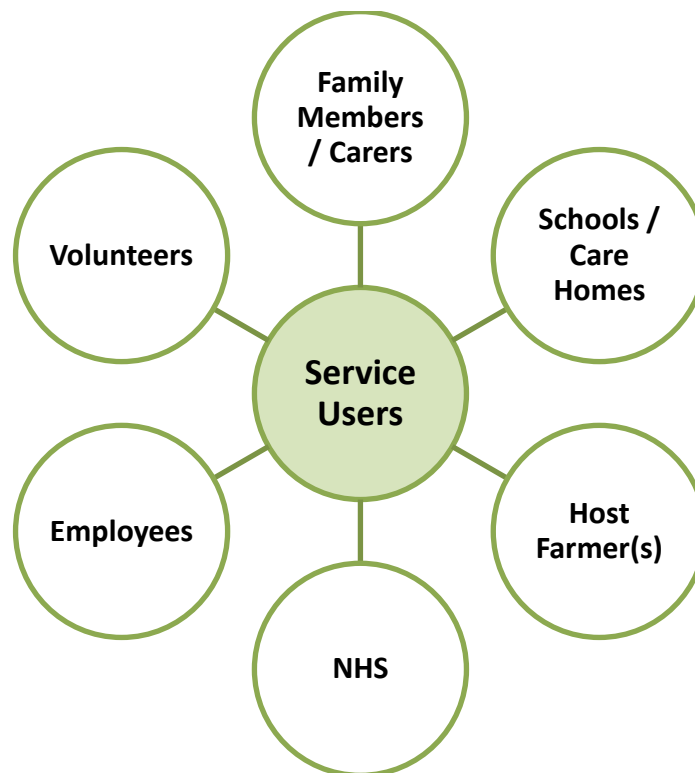 Family
Members
/ Carers
Schools /
Care
Homes
Host
Farmer(s)
NHS
Employees
Volunteers
Service
Users